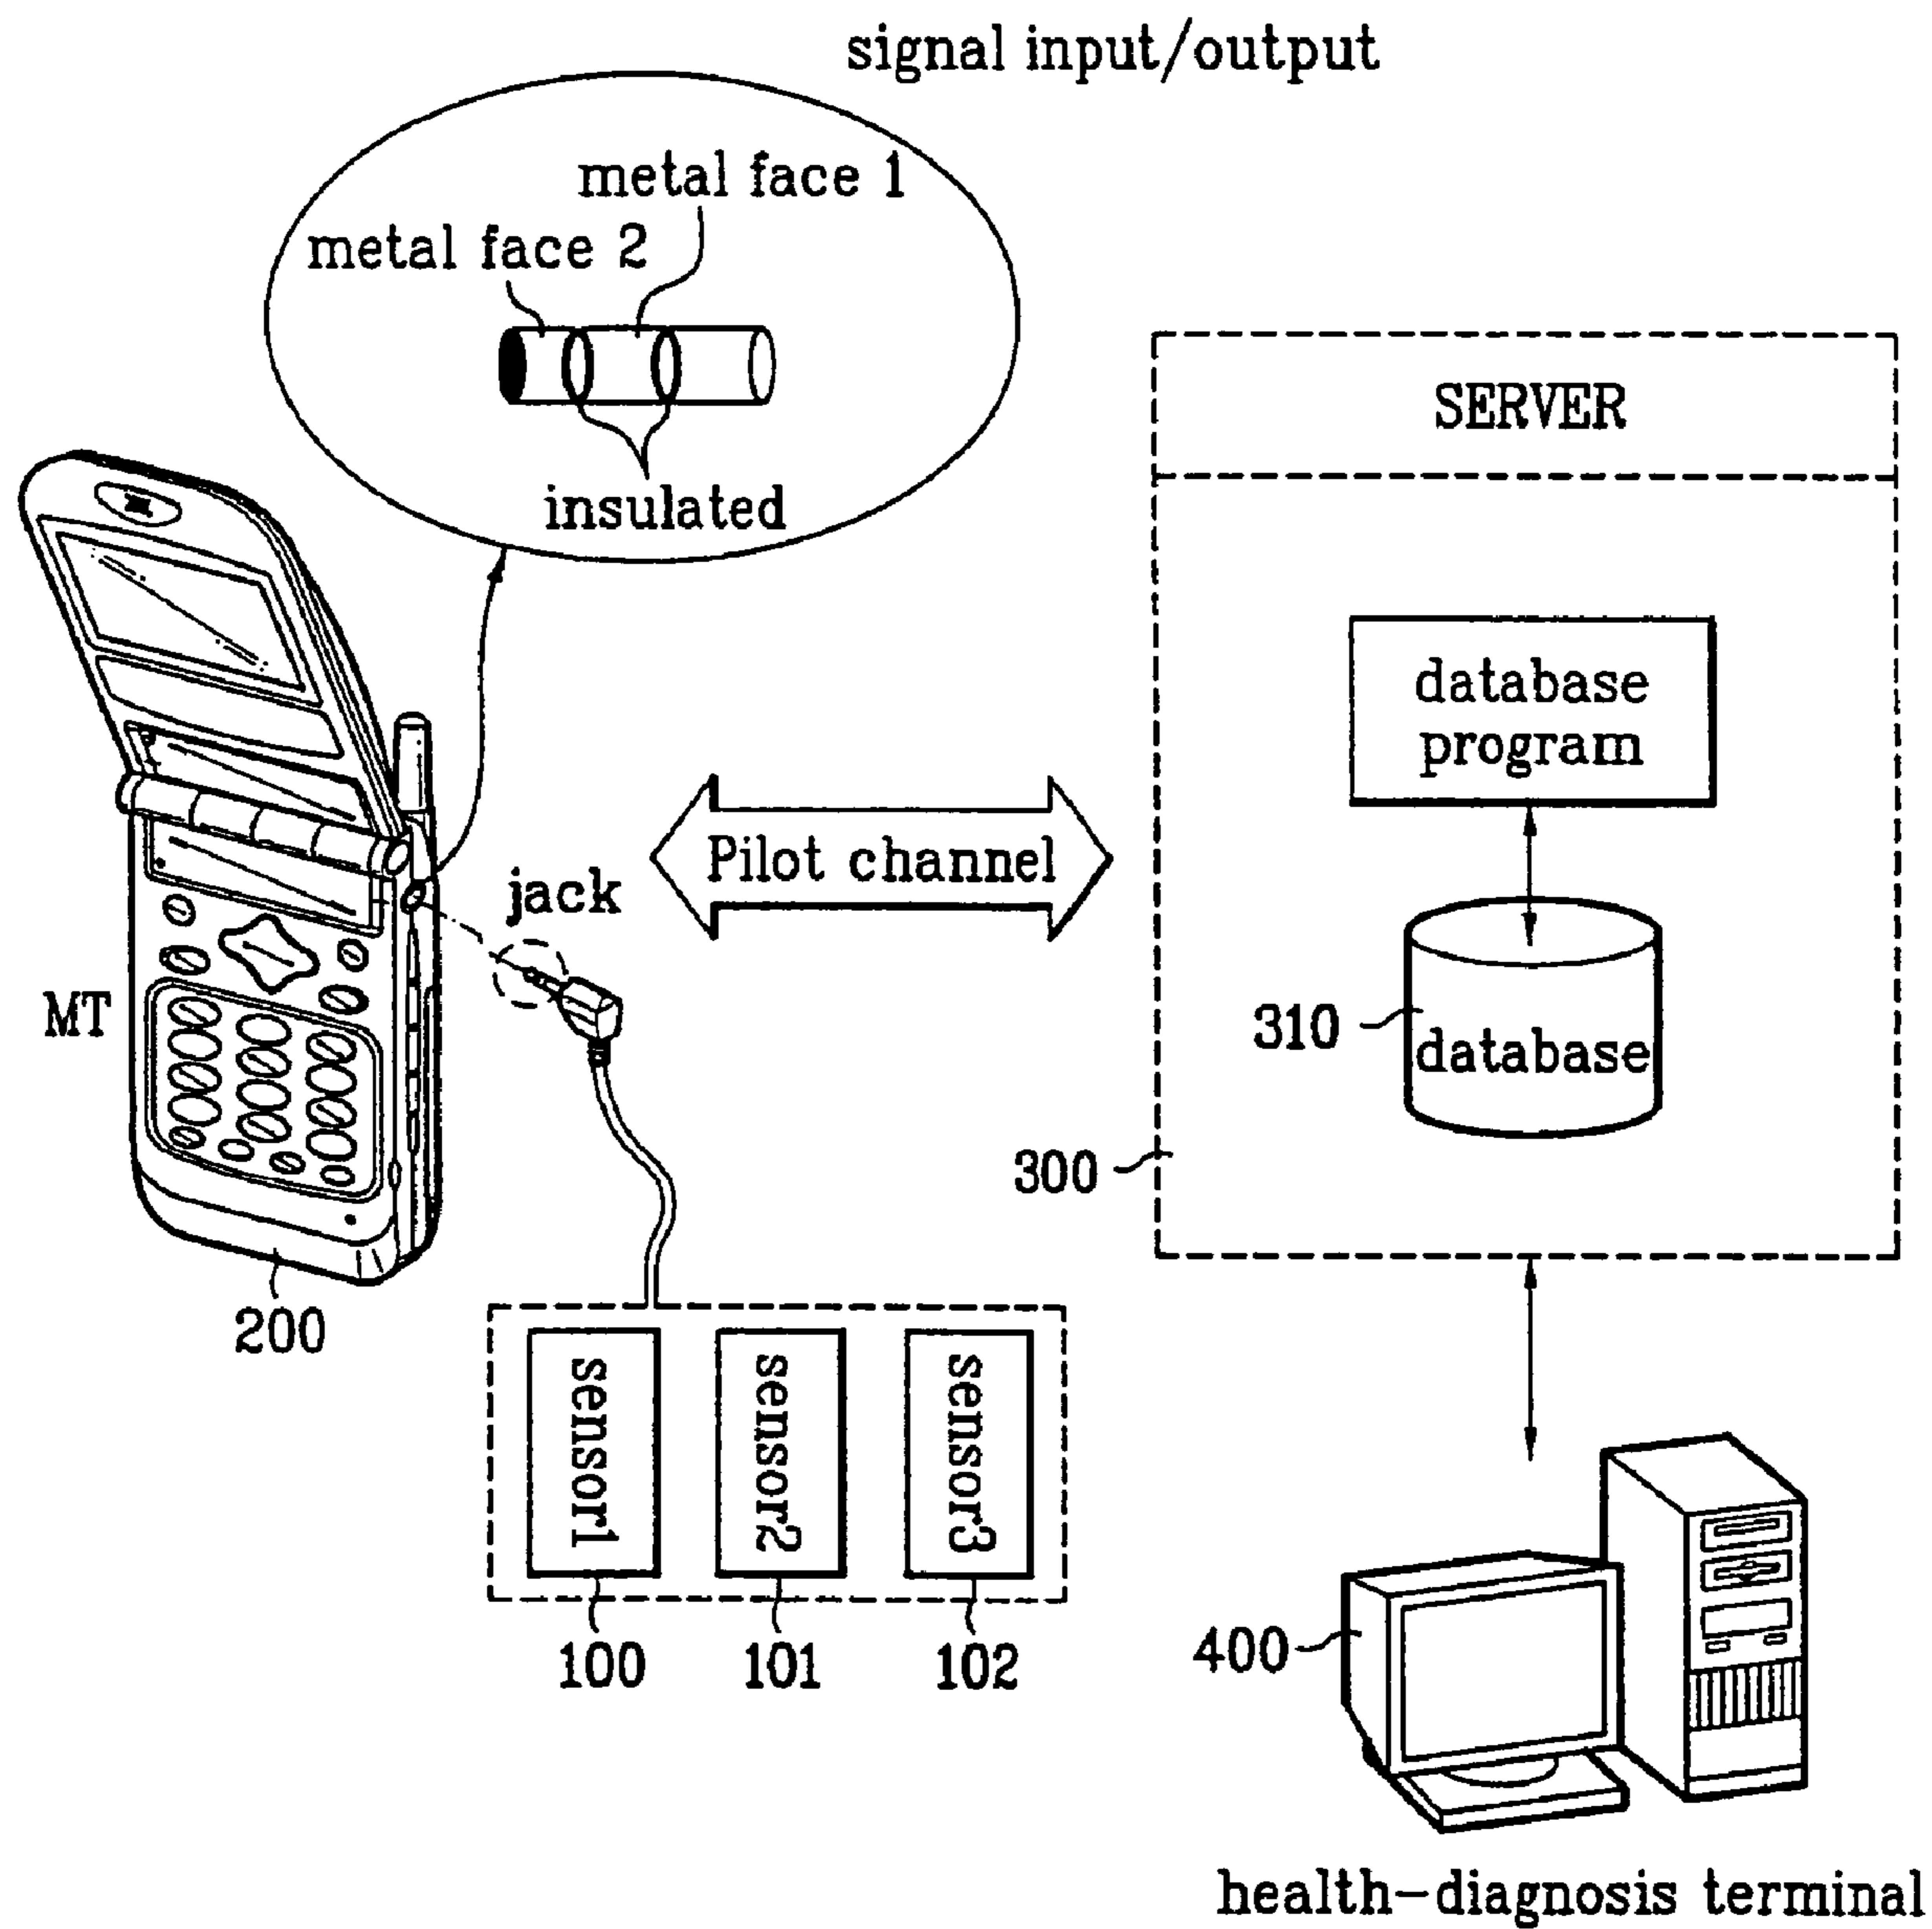 signal input/output
metal face 1
metal face 2
insulated
SERVER
database
program
Pilot channel
jack
MT
310
database
300
200
sensor1
sensor2
sensor3
100
101
102
400
health-diagnosis terminal